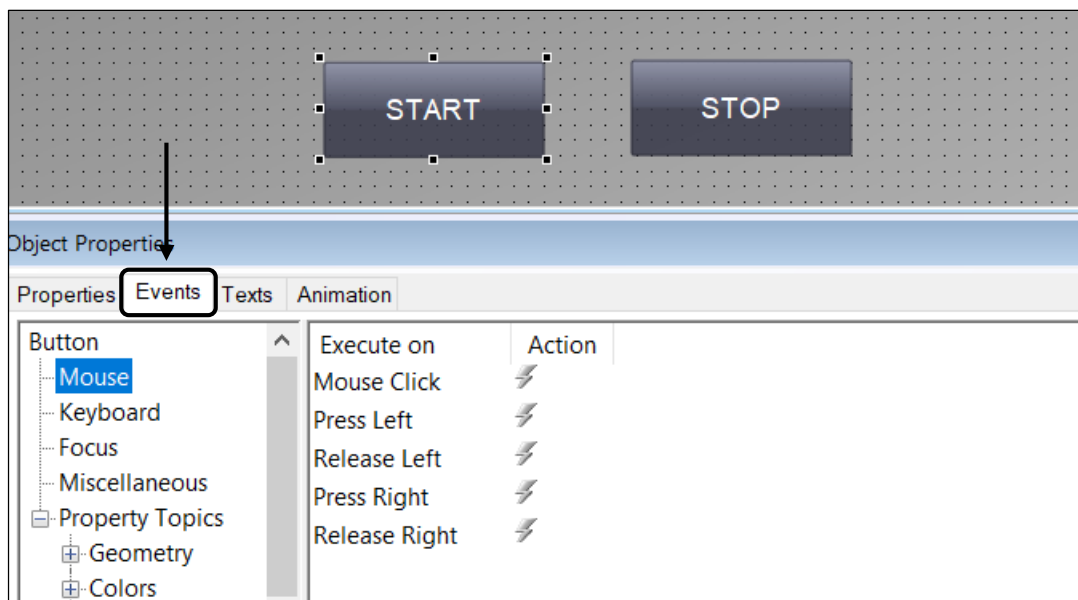 START STOP
Object Properties
Properties Events Texts Animation
Button
Mouse
Keyboard
Focus
Miscellaneous
Property Topics
Geometry
Colors
Execute on Action
Mouse Click
Press Left
Release Left
Press Right
Release Right